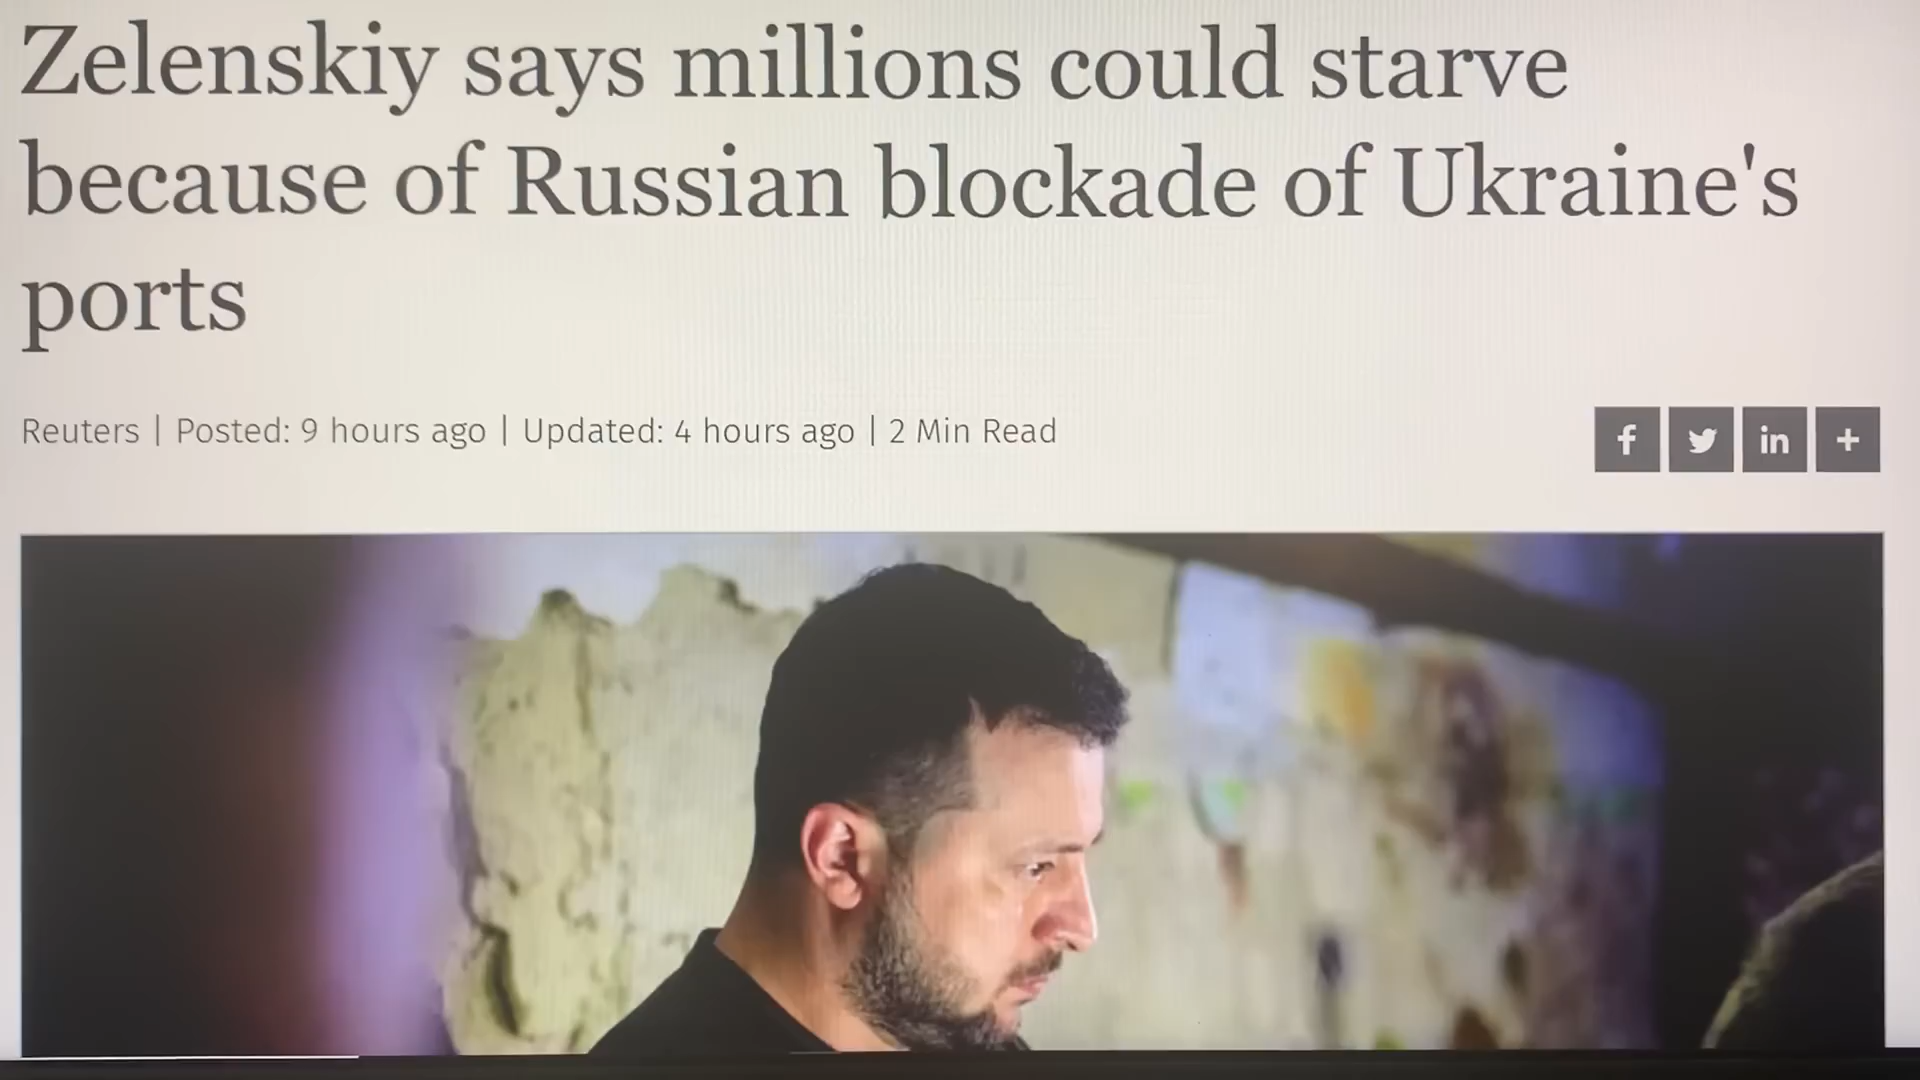 Zelenskiy says millions could starve
because of Russian blockade of Ukraine's
ports
Reuters | Posted: 9 hours ago | Updated: 4 hours ago | 2 Min Read
f
in
+